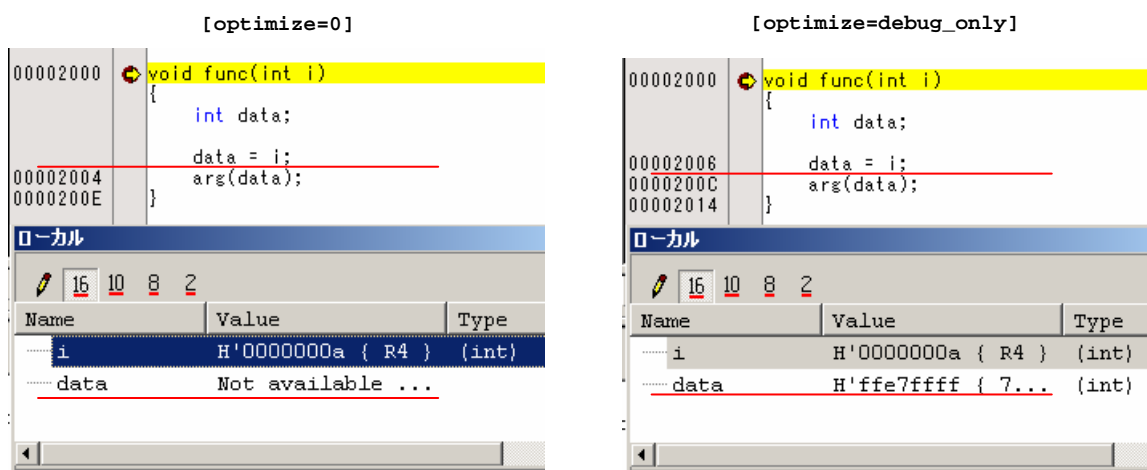 [optimize=0]
00002000 void func(int i)
{
int data;
data = i;
00002004 arg(data);
0000200E }
ローカル
16 10 8 2
Name Value Type
i H'0000000a { R4 } (int)
data Not available ...
[optimize=debug_only]
00002000 void func(int i)
{
int data;
00002006 data = i;
0000200C arg(data);
00002014 }
ローカル
16 10 8 2
Name Value Type
i H'0000000a { R4 } (int)
data H'ffe7ffff { 7... (int)